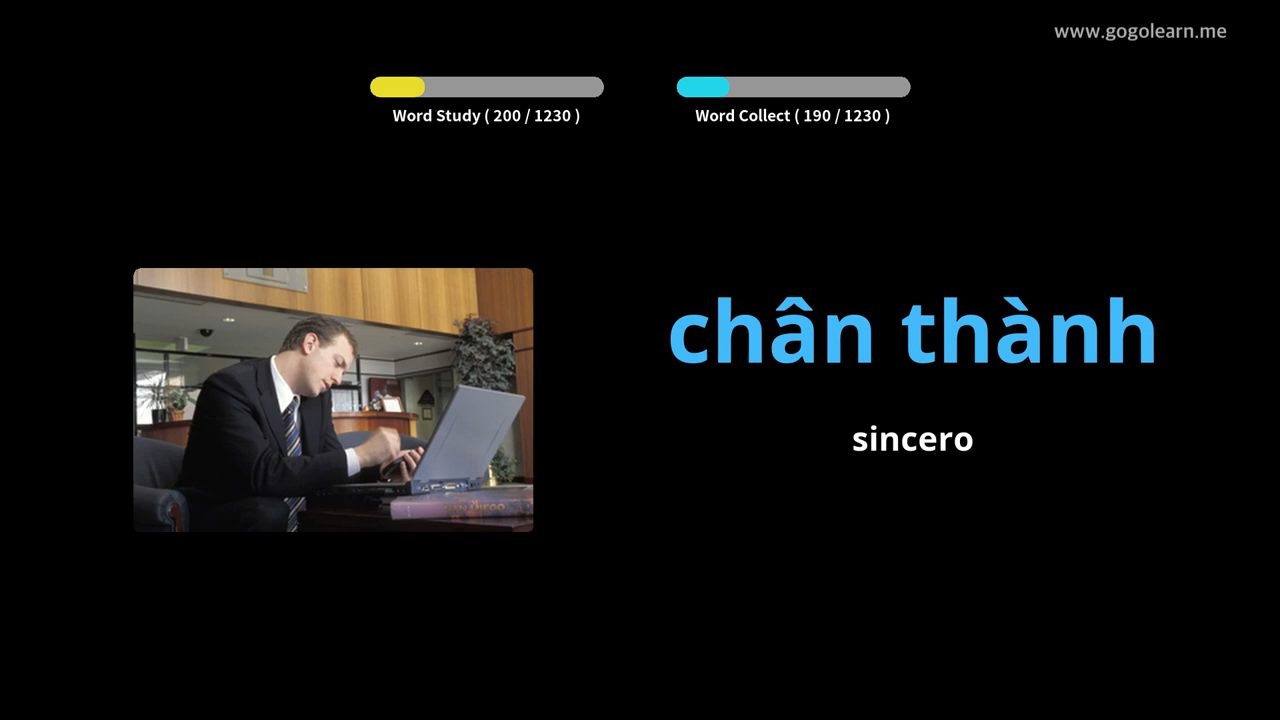 www.gogolearn.me
Word Study ( 200 / 1230 )
Word Collect ( 190 / 1230 )
chân thành
sincero